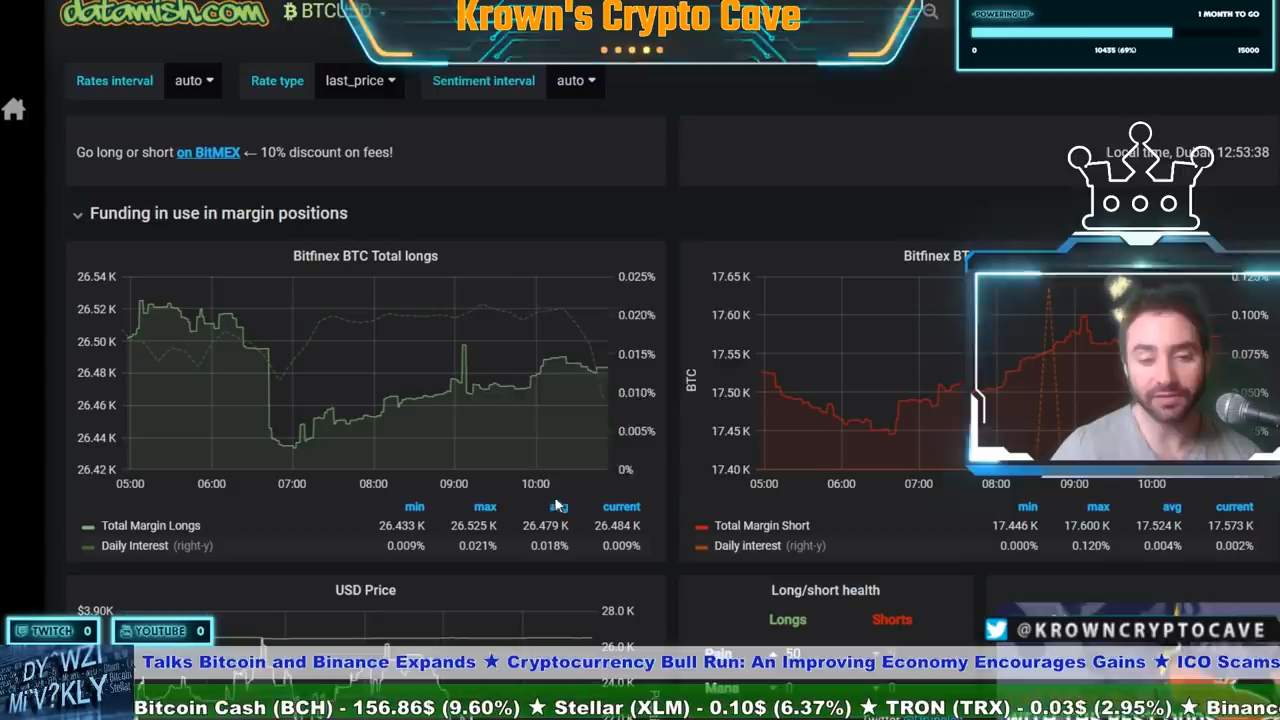 datamish.com
BTCUSD
Krown's Crypto Cave
-POWERING UP-
1 MONTH TO GO
0
10435 (69%)
15000
Rates interval
auto
Rate type
last_price
Sentiment interval
auto
Go long or short on BitMEX ← 10% discount on fees!
Local time, Dubai 12:53:38
Funding in use in margin positions
Bitfinex BTC Total longs
26.54 K
26.52 K
26.50 K
26.48 K
26.46 K
26.44 K
26.42 K
0.025%
0.020%
0.015%
0.010%
0.005%
0%
05:00
06:00
07:00
08:00
09:00
10:00
min
max
avg
current
Total Margin Longs
26.433 K
26.525 K
26.479 K
26.484 K
Daily Interest (right-y)
0.009%
0.021%
0.018%
0.009%
Bitfinex BT
BTC
17.65 K
17.60 K
17.55 K
17.50 K
17.45 K
17.40 K
0.125%
0.100%
0.075%
05:00
06:00
07:00
08:00
09:00
10:00
min
max
avg
current
Total Margin Short
17.446 K
17.600 K
17.524 K
17.573 K
Daily interest (right-y)
0.000%
0.120%
0.004%
0.002%
USD Price
$3.90K
28.0 K
26.0 K
24.0 K
Long/short health
Longs
Shorts
50
TWITCH 0
YOUTUBE 0
@KROWNCRYPTOCAVE
Talks Bitcoin and Binance Expands ★ Cryptocurrency Bull Run: An Improving Economy Encourages Gains ★ ICO Scams
Bitcoin Cash (BCH) - 156.86$ (9.60%) ★ Stellar (XLM) - 0.10$ (6.37%) ★ TRON (TRX) - 0.03$ (2.95%) ★ Binanc